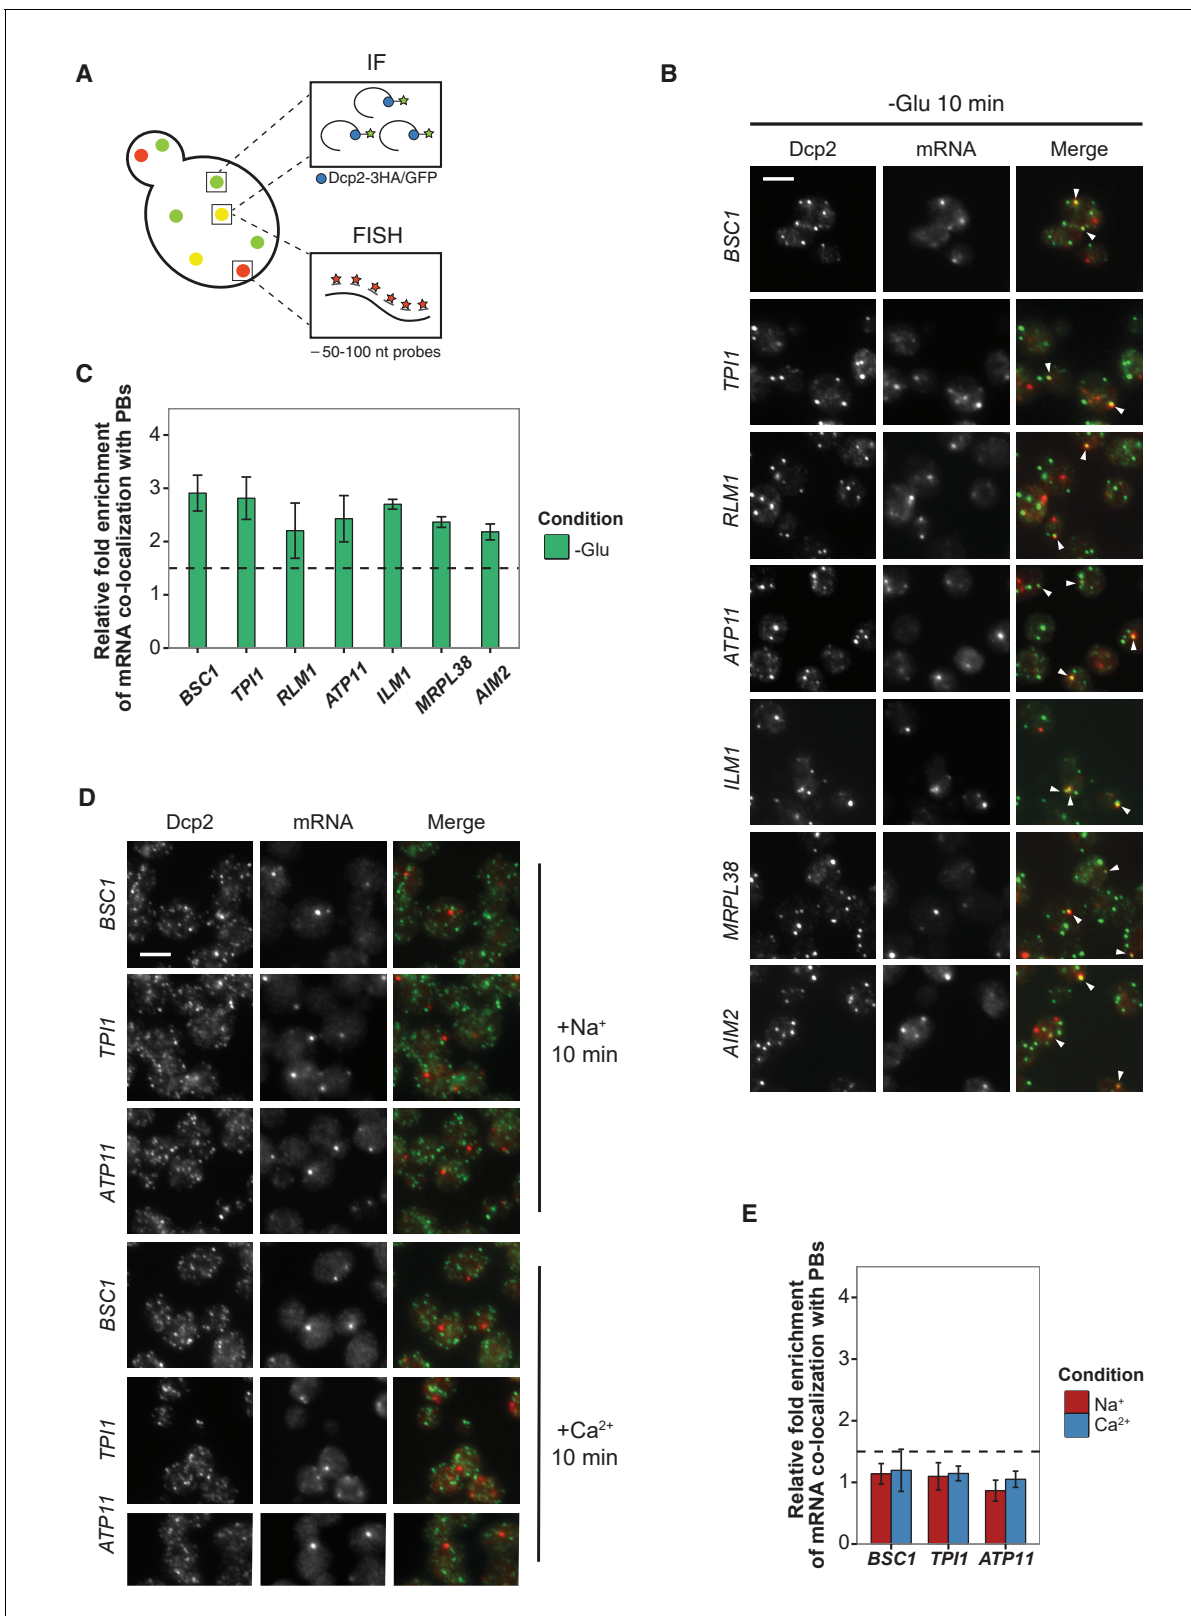 A
IF
Dcp2-3HA/GFP
FISH
–50-100 nt probes
B
-Glu 10 min
Dcp2 mRNA Merge
BSC1
TPI1
RLM1
ATP11
ILM1
MRPL38
AIM2
C
Relative fold enrichment
of mRNA co-localization with PBs
4
3
2
1
0
BSC1 TPI1 RLM1 ATP11 ILM1 MRPL38 AIM2
Condition
-Glu
D
Dcp2 mRNA Merge
BSC1
TPI1
ATP11
+Na⁺
10 min
BSC1
TPI1
ATP11
+Ca²⁺
10 min
E
Relative fold enrichment
of mRNA co-localization with PBs
4
3
2
1
0
BSC1 TPI1 ATP11
Condition
Na⁺
Ca²⁺